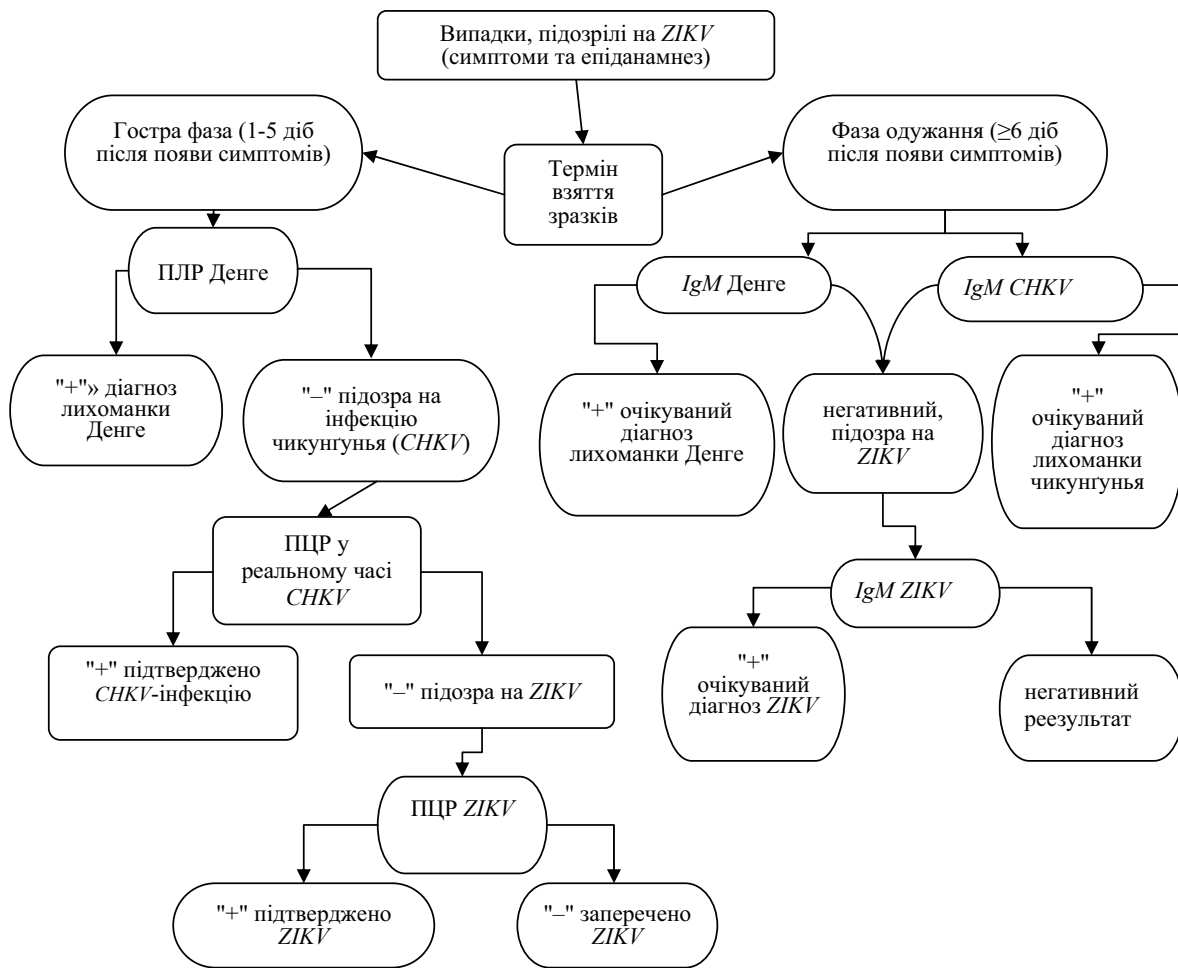 Випадки, підозрілі на ZIKV
(симптоми та епіданамнез)
Гостра фаза (1-5 діб
після появи симптомів)
Термін
взяття
зразків
Фаза одужання (≥6 діб
після появи симптомів)
ПЛР Денге
IgM Денге
IgM CHKV
"+"» діагноз
лихоманки
Денге
"–" підозра на
інфекцію
чикунґунья (CHKV)
"+" очікуваний
діагноз
лихоманки Денге
негативний,
підозра на
ZIKV
"+"
очікуваний
діагноз
лихоманки
чикунґунья
ПЦР у
реальному часі
CHKV
IgM ZIKV
"+" підтверджено
CHKV-інфекцію
"–" підозра на ZIKV
"+"
очікуваний
діагноз ZIKV
негативний
реезультат
ПЦР ZIKV
"+" підтверджено
ZIKV
"–" заперечено
ZIKV